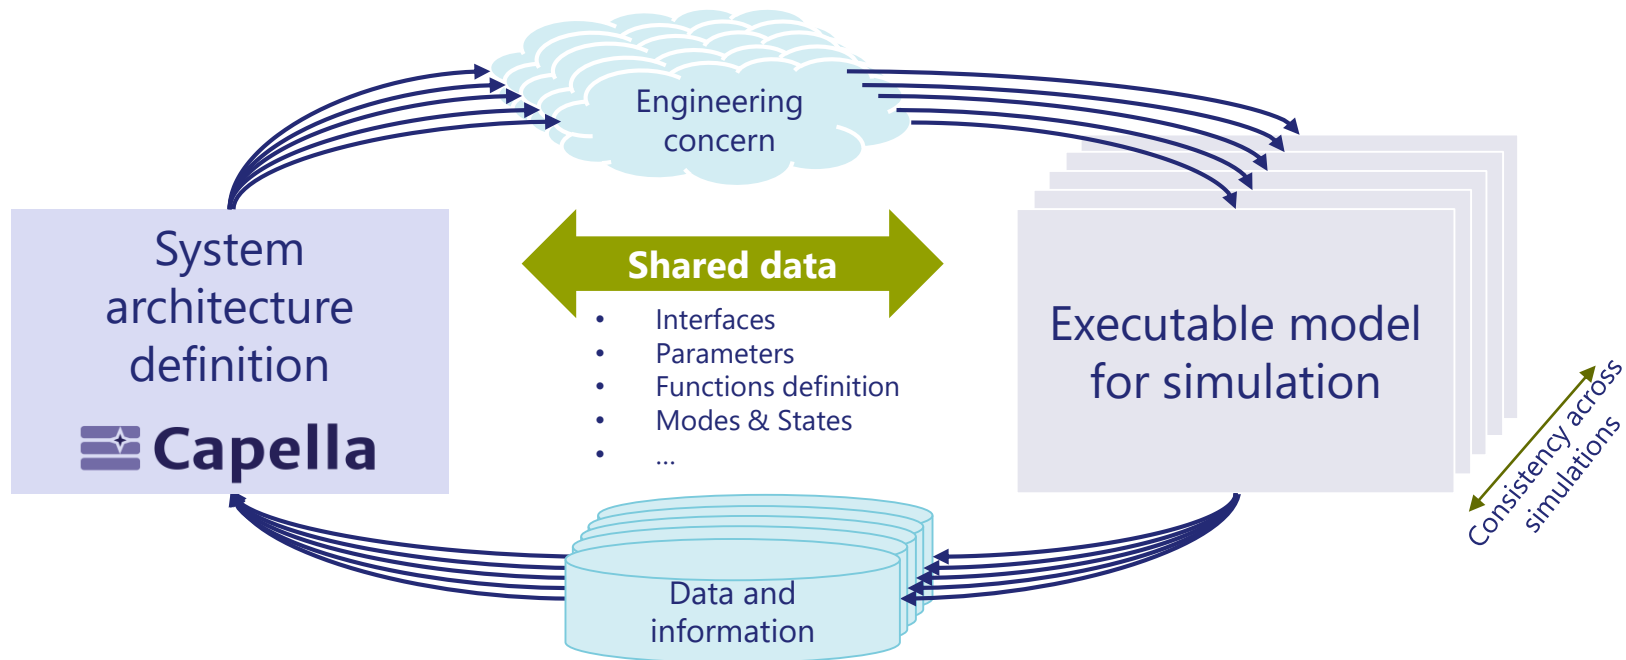 Engineering
concern
System
architecture
definition
Capella
Shared data
• Interfaces
• Parameters
• Functions definition
• Modes & States
• ...
Executable model
for simulation
Consistency across
simulations
Data and
information